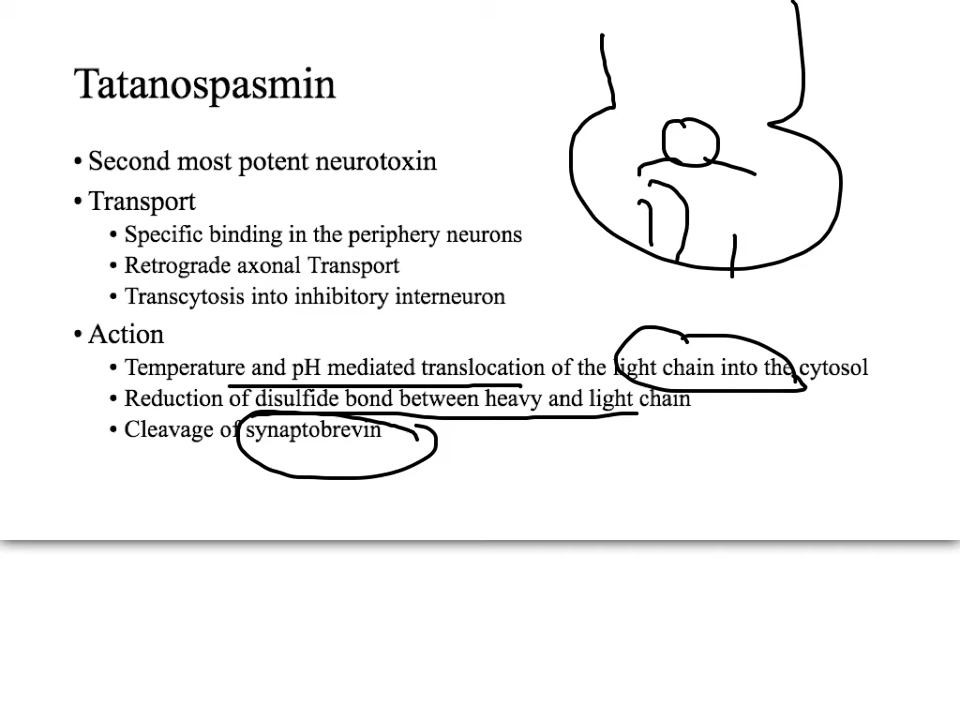 Tatanospasmin
• Second most potent neurotoxin
• Transport
• Specific binding in the periphery neurons
• Retrograde axonal Transport
• Transcytosis into inhibitory interneuron
• Action
• Temperature and pH mediated translocation of the light chain into the cytosol
• Reduction of disulfide bond between heavy and light chain
• Cleavage of synaptobrevin